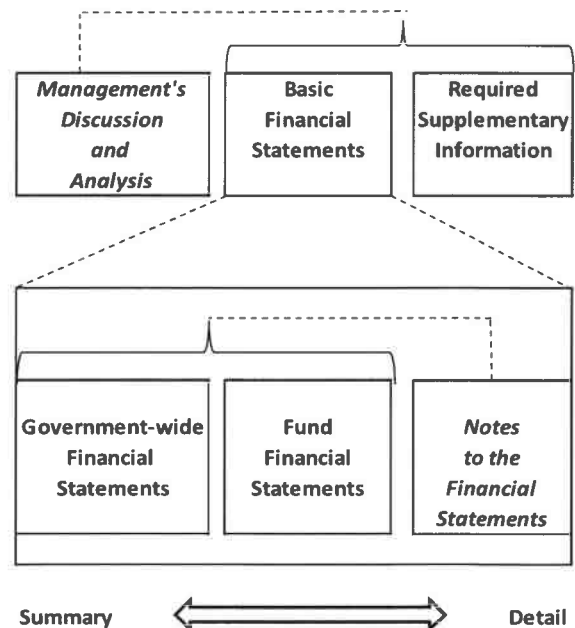 Management's
Discussion
and
Analysis
Basic
Financial
Statements
Required
Supplementary
Information
Government-wide
Financial
Statements
Fund
Financial
Statements
Notes
to the
Financial
Statements
Summary
Detail